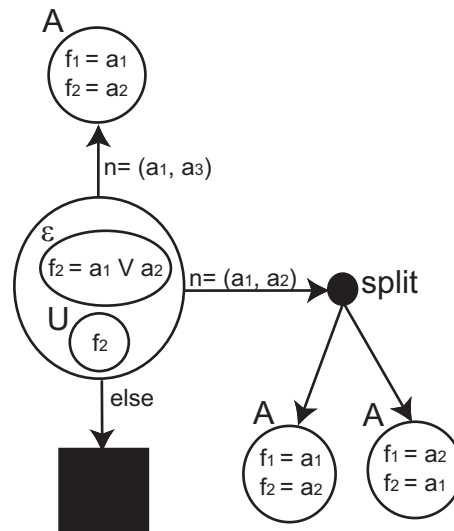 A
f₁ = a₁
f₂ = a₂
n= (a₁, a₃)
ε
f₂ = a₁ V a₂
n= (a₁, a₂)
split
U
f₂
else
A
f₁ = a₁
f₂ = a₂
A
f₁ = a₂
f₂ = a₁